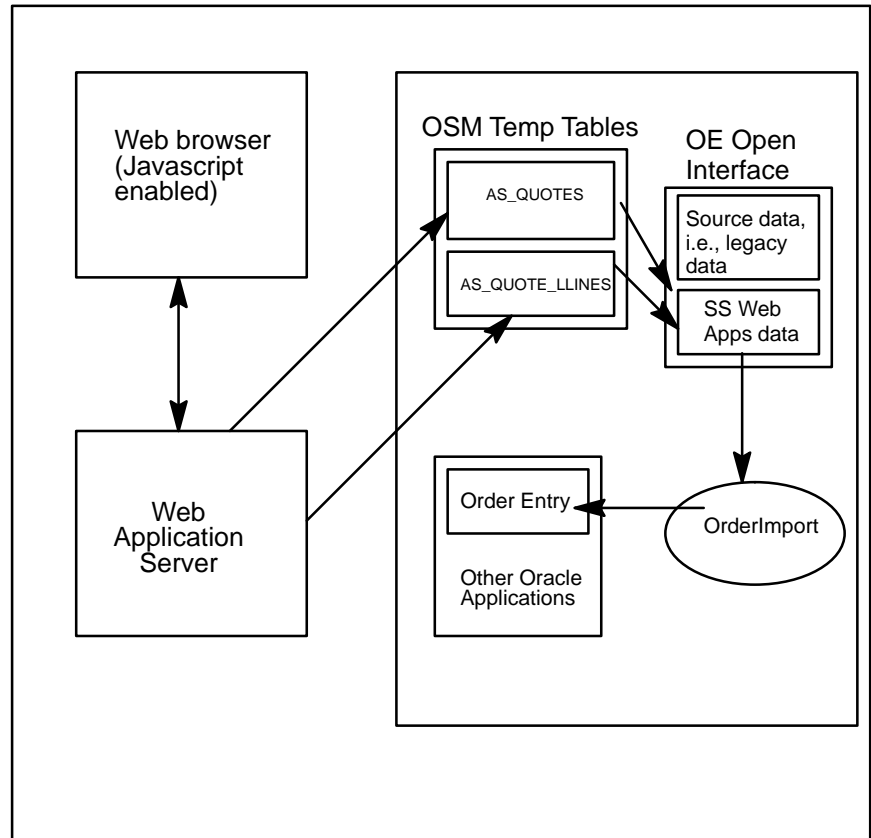 Web browser
(Javascript
enabled)
Web
Application
Server
OSM Temp Tables
AS_QUOTES
AS_QUOTE_LLINES
OE Open
Interface
Source data,
i.e., legacy
data
SS Web
Apps data
OrderImport
Order Entry
Other Oracle
Applications